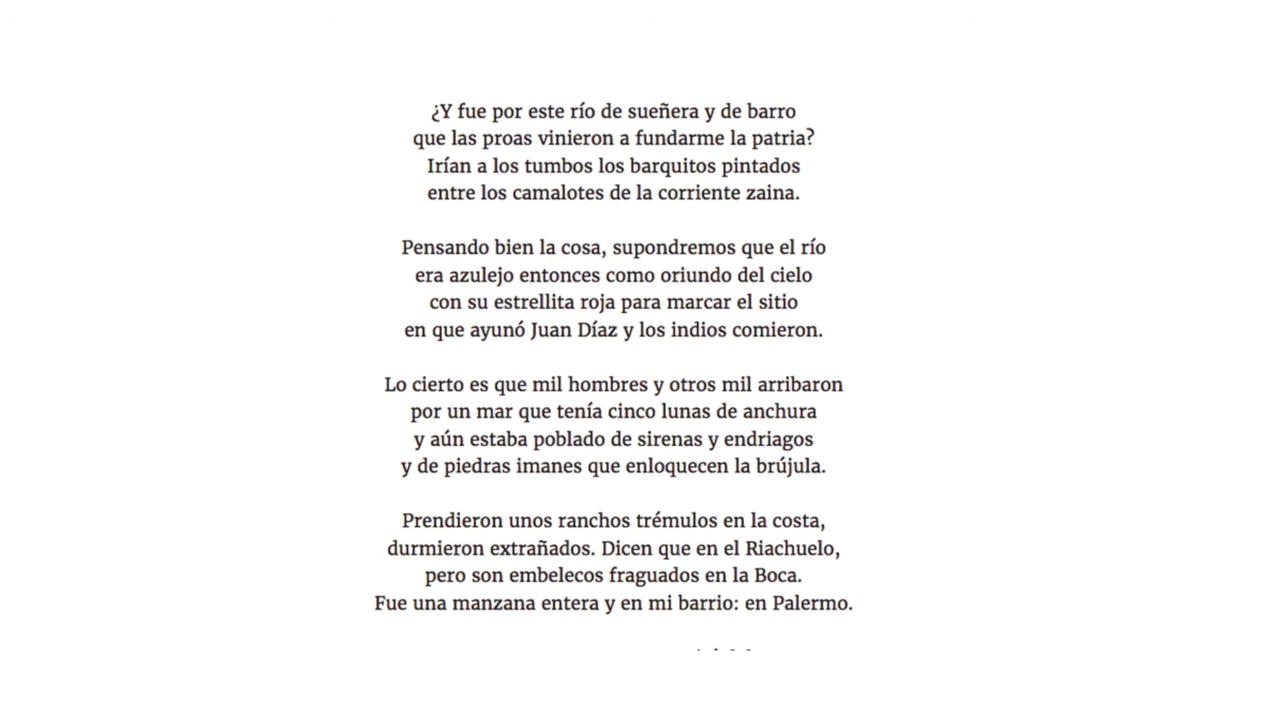 ¿Y fue por este río de sueñera y de barro
que las proas vinieron a fundarme la patria?
Irían a los tumbos los barquitos pintados
entre los camalotes de la corriente zaina.
Pensando bien la cosa, supondremos que el río
era azulejo entonces como oriundo del cielo
con su estrellita roja para marcar el sitio
en que ayunó Juan Díaz y los indios comieron.
Lo cierto es que mil hombres y otros mil arribaron
por un mar que tenía cinco lunas de anchura
y aún estaba poblado de sirenas y endriagos
y de piedras imanes que enloquecen la brújula.
Prendieron unos ranchos trémulos en la costa,
durmieron extrañados. Dicen que en el Riachuelo,
pero son embelecos fraguados en la Boca.
Fue una manzana entera y en mi barrio: en Palermo.